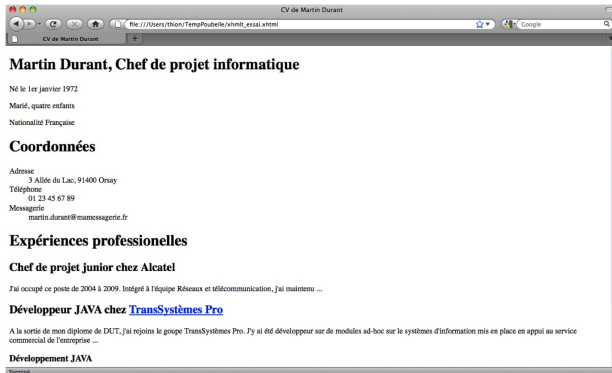 CV de Martin Durant
file:///Users/thion/TempPoubelle/xhmlt_essai.xhtml
Google
CV de Martin Durant
Martin Durant, Chef de projet informatique
Né le 1er janvier 1972
Marié, quatre enfants
Nationalité Française
Coordonnées
Adresse
3 Allée du Lac, 91400 Orsay
Téléphone
01 23 45 67 89
Messagerie
martin.durant@mamessagerie.fr
Expériences professionelles
Chef de projet junior chez Alcatel
J'ai occupé ce poste de 2004 à 2009. Intégré à l'équipe Réseaux et télécommunication, j'ai maintenu ...
Développeur JAVA chez TransSystèmes Pro
A la sortie de mon diplome de DUT, j'ai rejoins le goupe TransSystèmes Pro. J'y ai été développeur sur de modules ad-hoc sur le systèmes d'information mis en place en appui au service
commercial de l'entreprise ...
Développement JAVA
Terminé